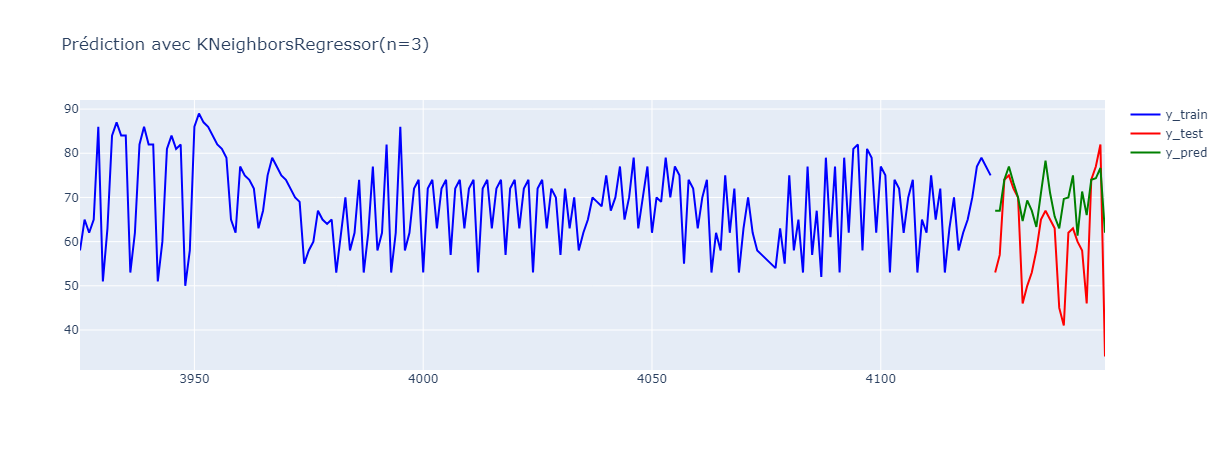 Prédiction avec KNeighborsRegressor(n=3)
90
80
70
60
50
40
3950
4000
4050
4100
y_train
y_test
y_pred